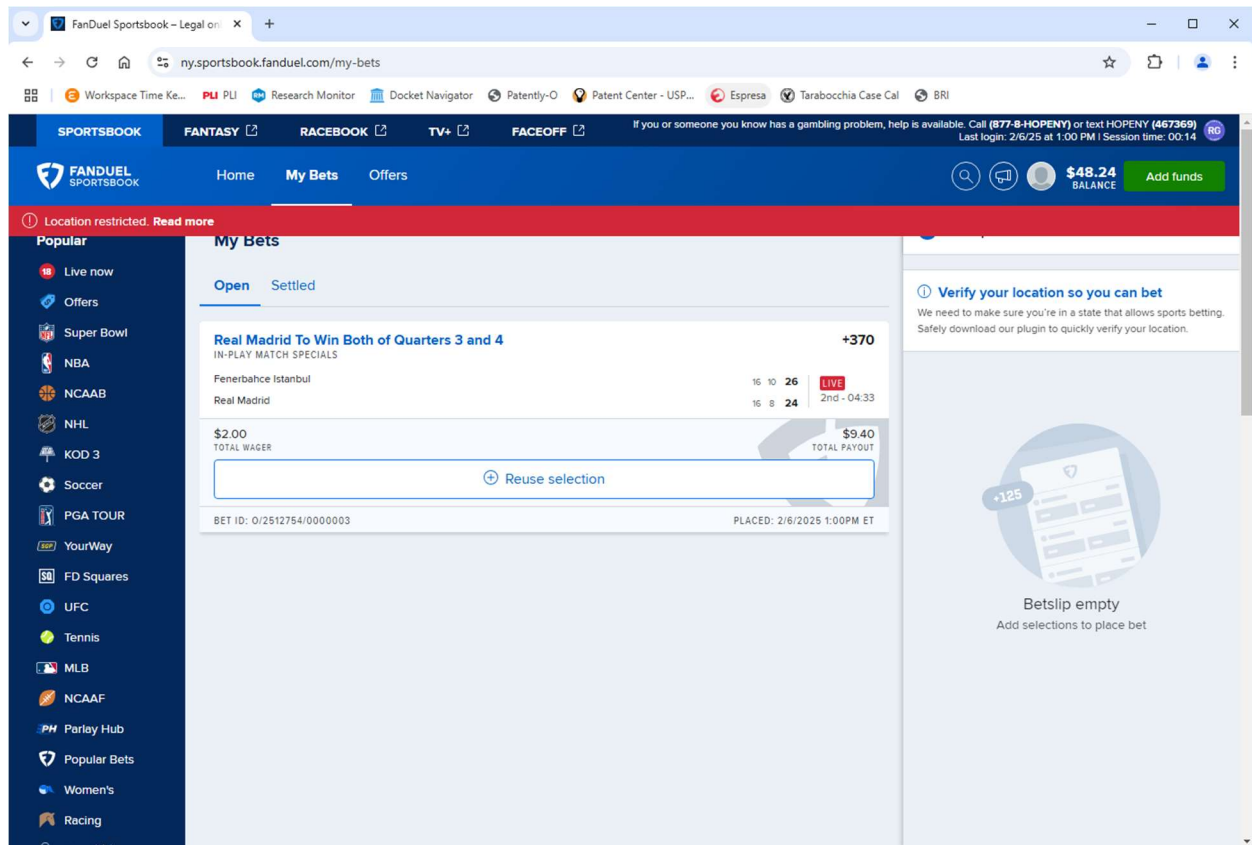 FanDuel Sportsbook – Legal onl
ny.sportsbook.fanduel.com/my-bets
Workspace Time Ke... PLI PLI Research Monitor Docket Navigator Patently-O Patent Center - USP... Espresa Tarabocchia Case Cal BRI
SPORTSBOOK FANTASY RACEBOOK TV+ FACEOFF
If you or someone you know has a gambling problem, help is available. Call (877-8-HOPENY) or text HOPENY (467369)
Last login: 2/6/25 at 1:00 PM | Session time: 00:14
RG
FANDUEL
SPORTSBOOK
Home My Bets Offers
$48.24
BALANCE
Add funds
Location restricted. Read more
Popular
18 Live now
Offers
Super Bowl
NBA
NCAAB
NHL
KOD 3
Soccer
PGA TOUR
SGP YourWay
SQ FD Squares
UFC
Tennis
MLB
NCAAF
PH Parlay Hub
Popular Bets
Women's
Racing
My Bets
Open Settled
Real Madrid To Win Both of Quarters 3 and 4 +370
IN-PLAY MATCH SPECIALS
Fenerbahce Istanbul 16 10 26 LIVE
Real Madrid 16 8 24 2nd - 04:33
$2.00 $9.40
TOTAL WAGER TOTAL PAYOUT
Reuse selection
BET ID: O/2512754/0000003 PLACED: 2/6/2025 1:00PM ET
Verify your location so you can bet
We need to make sure you're in a state that allows sports betting.
Safely download our plugin to quickly verify your location.
+125
Betslip empty
Add selections to place bet